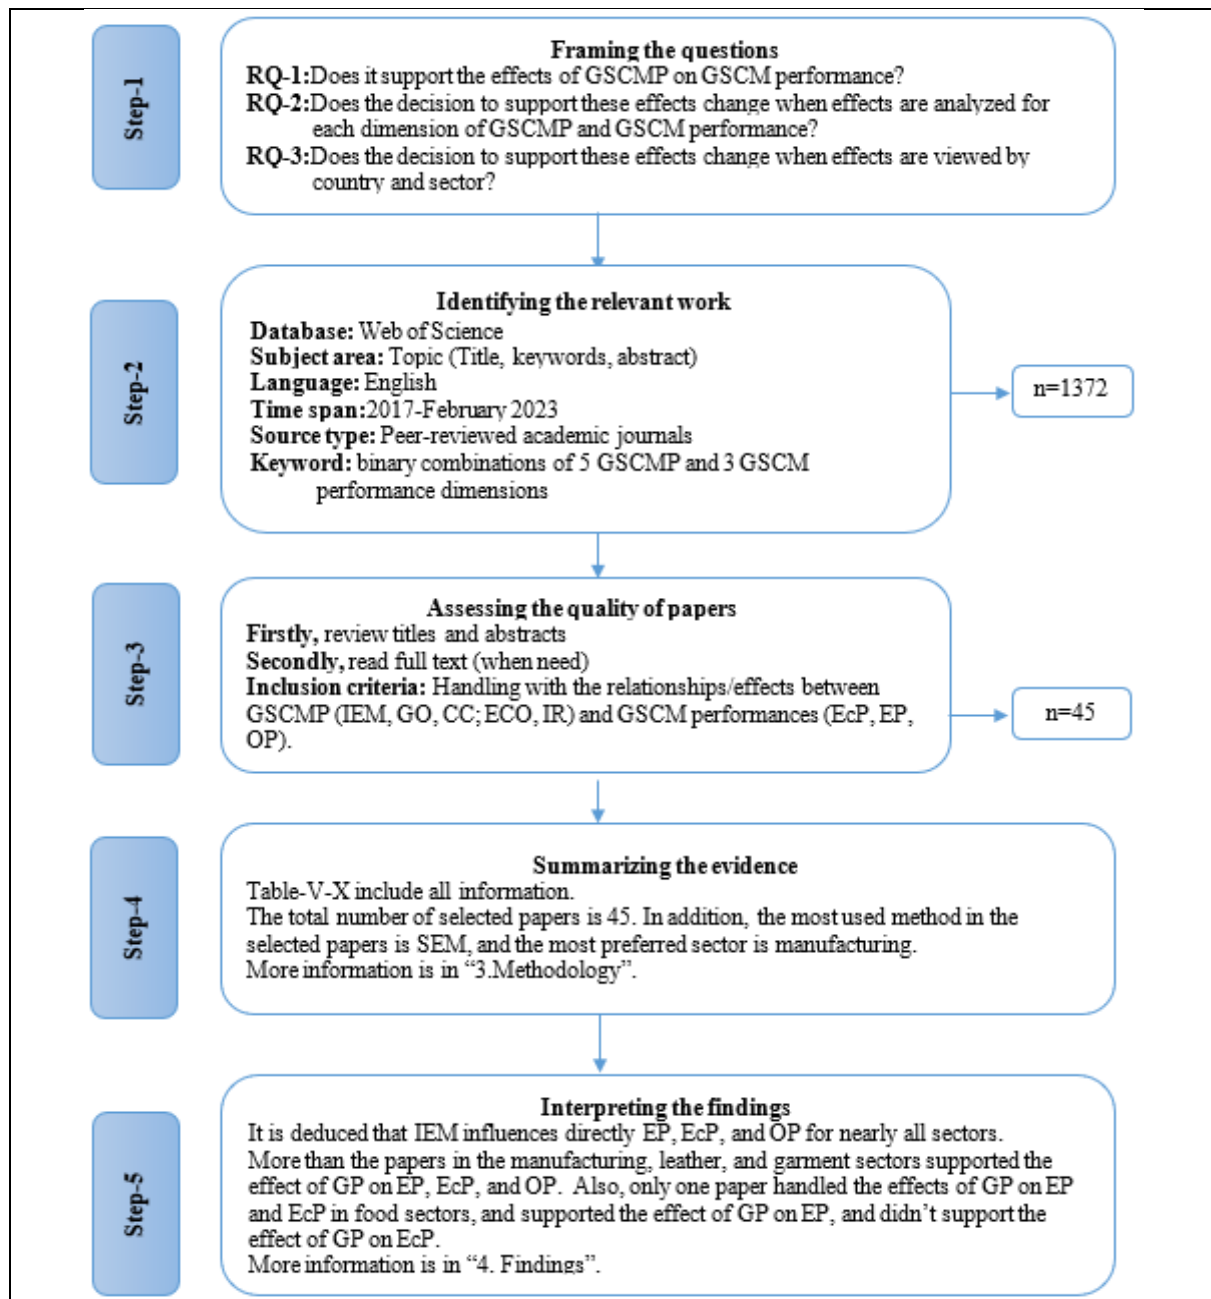 Step-1
Framing the questions
RQ-1:Does it support the effects of GSCMP on GSCM performance?
RQ-2:Does the decision to support these effects change when effects are analyzed for
each dimension of GSCMP and GSCM performance?
RQ-3:Does the decision to support these effects change when effects are viewed by
country and sector?
Step-2
Identifying the relevant work
Database: Web of Science
Subject area: Topic (Title, keywords, abstract)
Language: English
Time span:2017-February 2023
Source type: Peer-reviewed academic journals
Keyword: binary combinations of 5 GSCMP and 3 GSCM
performance dimensions
n=1372
Step-3
Assessing the quality of papers
Firstly, review titles and abstracts
Secondly, read full text (when need)
Inclusion criteria: Handling with the relationships/effects between
GSCMP (IEM, GO, CC; ECO, IR) and GSCM performances (EcP, EP,
OP).
n=45
Step-4
Summarizing the evidence
Table-V-X include all information.
The total number of selected papers is 45. In addition, the most used method in the
selected papers is SEM, and the most preferred sector is manufacturing.
More information is in “3.Methodology”.
Step-5
Interpreting the findings
It is deduced that IEM influences directly EP, EcP, and OP for nearly all sectors.
More than the papers in the manufacturing, leather, and garment sectors supported the
effect of GP on EP, EcP, and OP. Also, only one paper handled the effects of GP on EP
and EcP in food sectors, and supported the effect of GP on EP, and didn’t support the
effect of GP on EcP.
More information is in “4. Findings”.